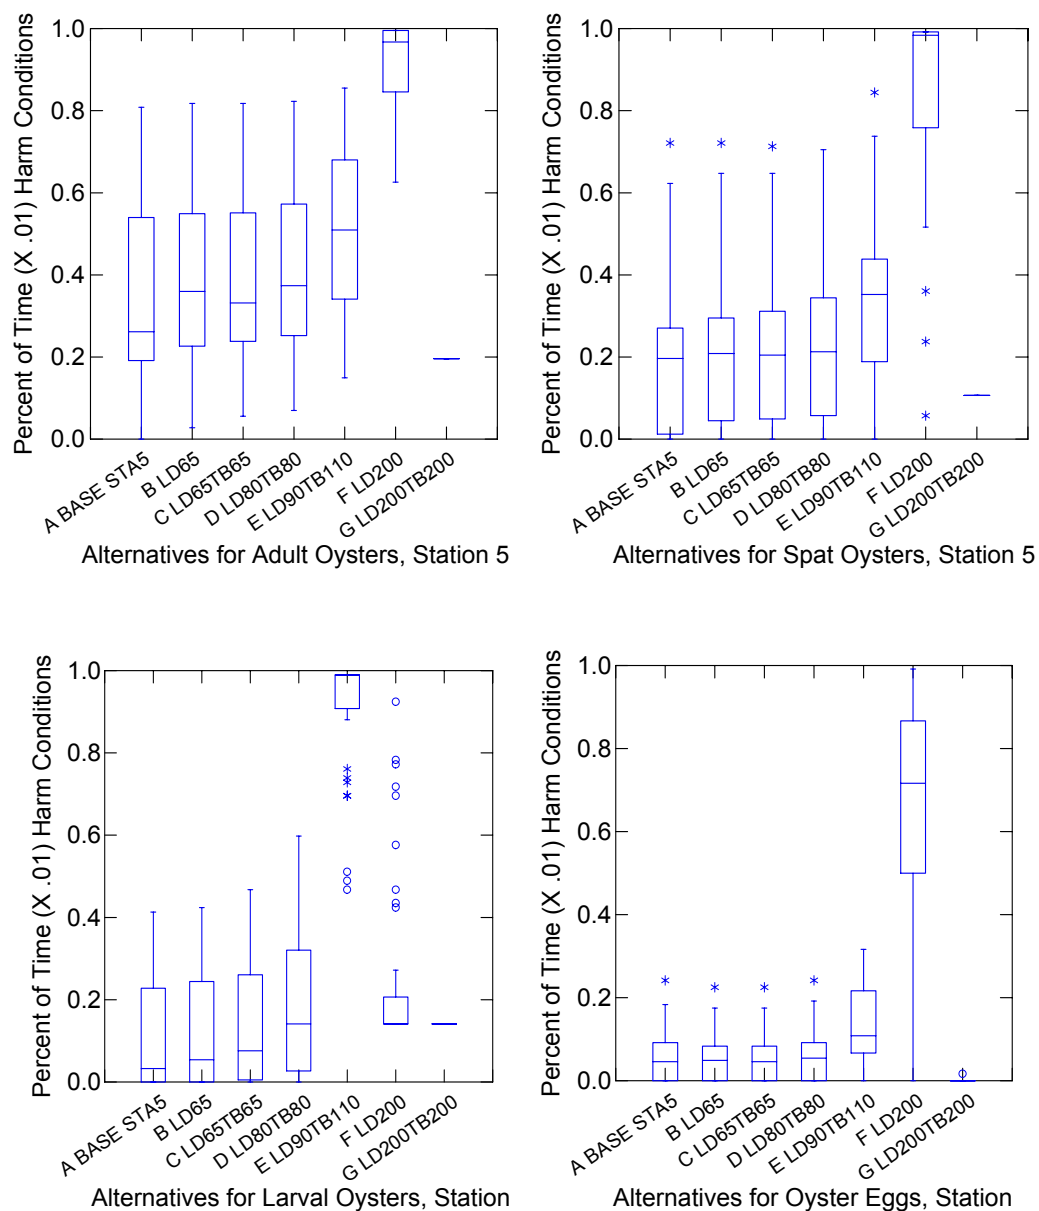 Percent of Time (X .01) Harm Conditions
1.0
0.8
0.6
0.4
0.2
0.0
A BASE STA5
B LD65
C LD65TB65
D LD80TB80
E LD90TB110
F LD200
G LD200TB200
Alternatives for Adult Oysters, Station 5
Percent of Time (X .01) Harm Conditions
1.0
0.8
0.6
0.4
0.2
0.0
A BASE STA5
B LD65
C LD65TB65
D LD80TB80
E LD90TB110
F LD200
G LD200TB200
Alternatives for Spat Oysters, Station 5
Percent of Time (X .01) Harm Conditions
1.0
0.8
0.6
0.4
0.2
0.0
A BASE STA5
B LD65
C LD65TB65
D LD80TB80
E LD90TB110
F LD200
G LD200TB200
Alternatives for Larval Oysters, Station
Percent of Time (X .01) Harm Conditions
1.0
0.8
0.6
0.4
0.2
0.0
A BASE STA5
B LD65
C LD65TB65
D LD80TB80
E LD90TB110
F LD200
G LD200TB200
Alternatives for Oyster Eggs, Station